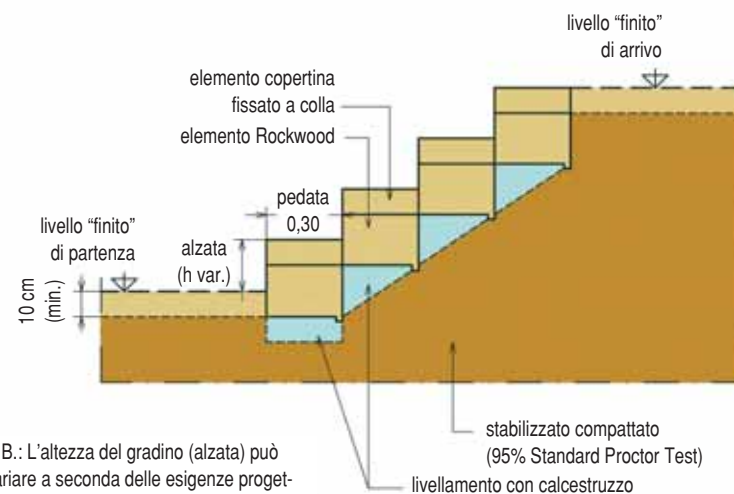 livello “finito”
di arrivo
elemento copertina
fissato a colla
elemento Rockwood
pedata
0,30
livello “finito”
di partenza
alzata
(h var.)
10 cm
(min.)
stabilizzato compattato
(95% Standard Proctor Test)
B.: L'altezza del gradino (alzata) può
ariare a seconda delle esigenze proget-
livellamento con calcestruzzo